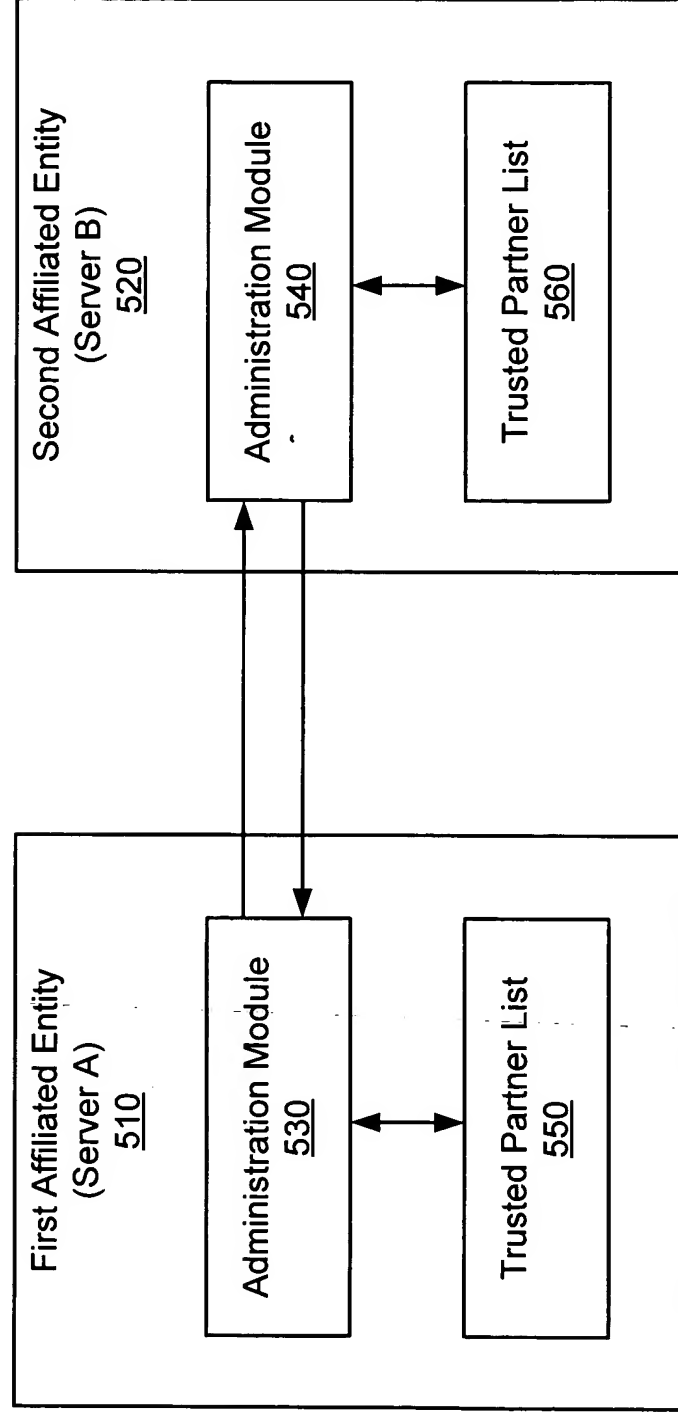 First Affiliated Entity
(Server A)
510
Administration Module
530
Trusted Partner List
550
Second Affiliated Entity
(Server B)
520
Administration Module
540
Trusted Partner List
560